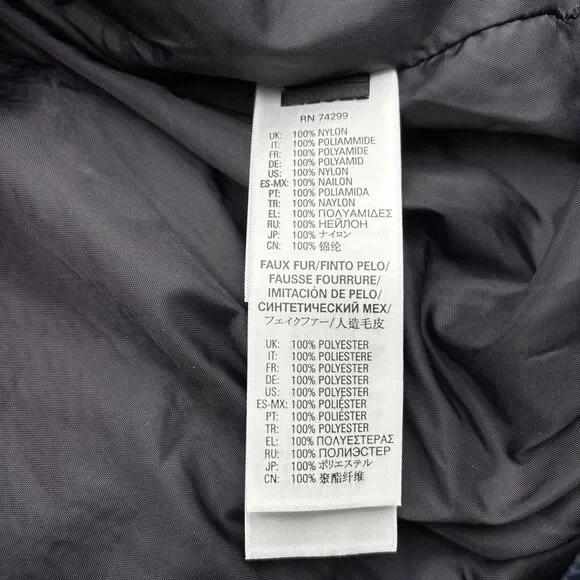 RN 74299
UK: 100% NYLON
IT: 100% POLIAMMIDE
FR: 100% POLYAMIDE
DE: 100% POLYAMID
US: 100% NYLON
ES-MX: 100% NAILON
PT: 100% POLIAMIDA
TR: 100% NAYLON
EL: 100% ΠΟΛΥΑΜΙΔΕΣ
RU: 100% НЕЙЛОН
JP: 100% ナイロン
CN: 100% 锦纶
FAUX FUR/FINTO PELO/
FAUSSE FOURRURE/
IMITACIÓN DE PELO/
СИНТЕТИЧЕСКИЙ МЕХ/
フェイクファー/人造毛皮
UK: 100% POLYESTER
IT: 100% POLIESTERE
FR: 100% POLYESTER
DE: 100% POLYESTER
US: 100% POLYESTER
ES-MX: 100% POLIÉSTER
PT: 100% POLIÉSTER
TR: 100% POLYESTER
EL: 100% ΠΟΛΥΕΣΤΕΡΑΣ
RU: 100% ПОЛИЭСТЕР
JP: 100% ポリエステル
CN: 100% 聚酯纤维